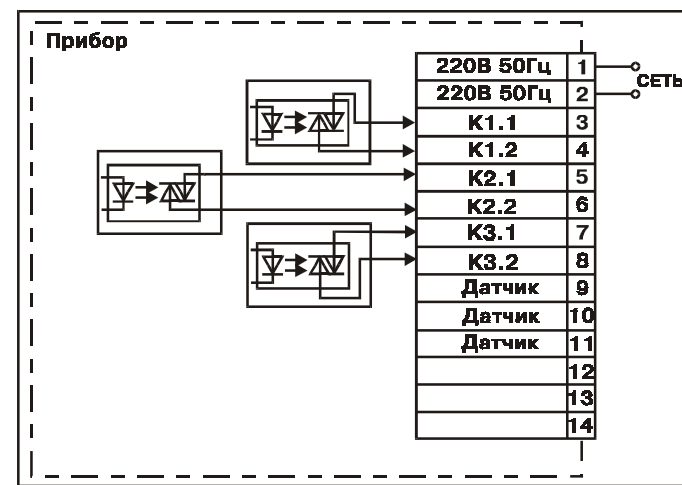 Прибор
220В 50Гц 1
220В 50Гц 2
СЕТЬ
К1.1 3
К1.2 4
К2.1 5
К2.2 6
К3.1 7
К3.2 8
Датчик 9
Датчик 10
Датчик 11
12
13
14